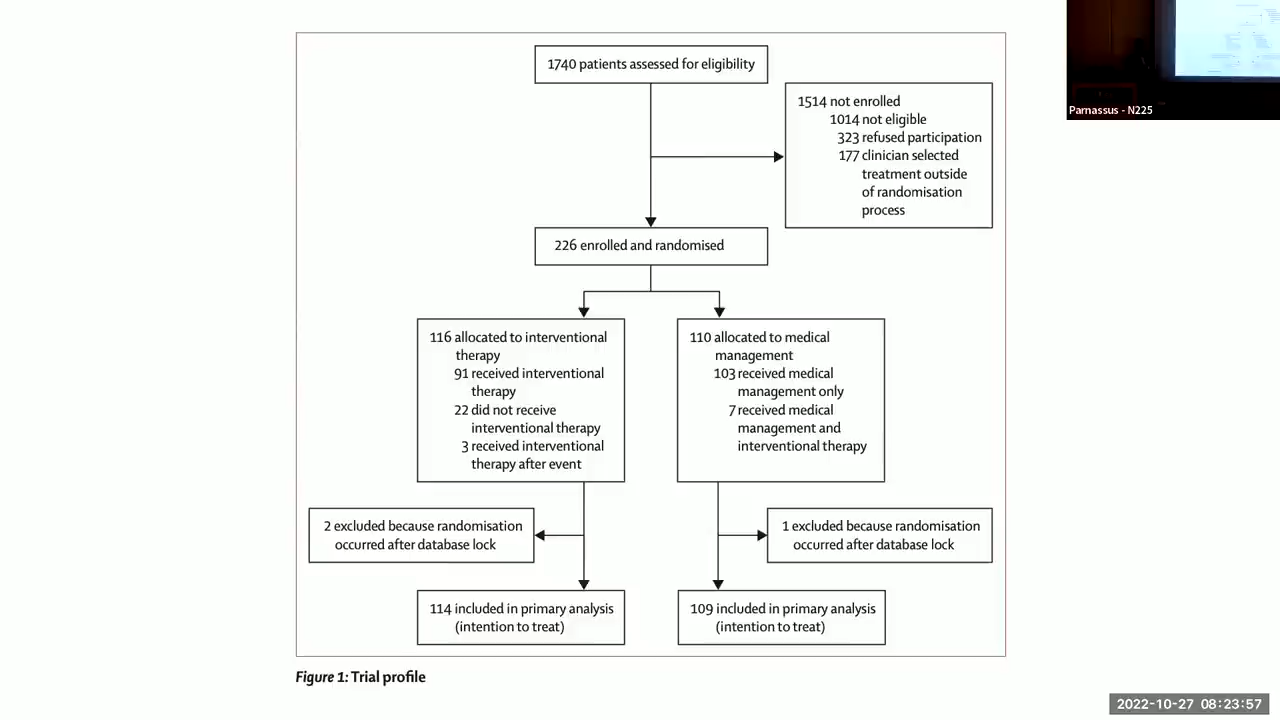 1740 patients assessed for eligibility
Parnassus - N225
1514 not enrolled
1014 not eligible
323 refused participation
177 clinician selected
treatment outside
of randomisation
process
226 enrolled and randomised
116 allocated to interventional
therapy
91 received interventional
therapy
22 did not receive
interventional therapy
3 received interventional
therapy after event
110 allocated to medical
management
103 received medical
management only
7 received medical
management and
interventional therapy
2 excluded because randomisation
occurred after database lock
1 excluded because randomisation
occurred after database lock
114 included in primary analysis
(intention to treat)
109 included in primary analysis
(intention to treat)
Figure 1: Trial profile
2022-10-27 08:23:57